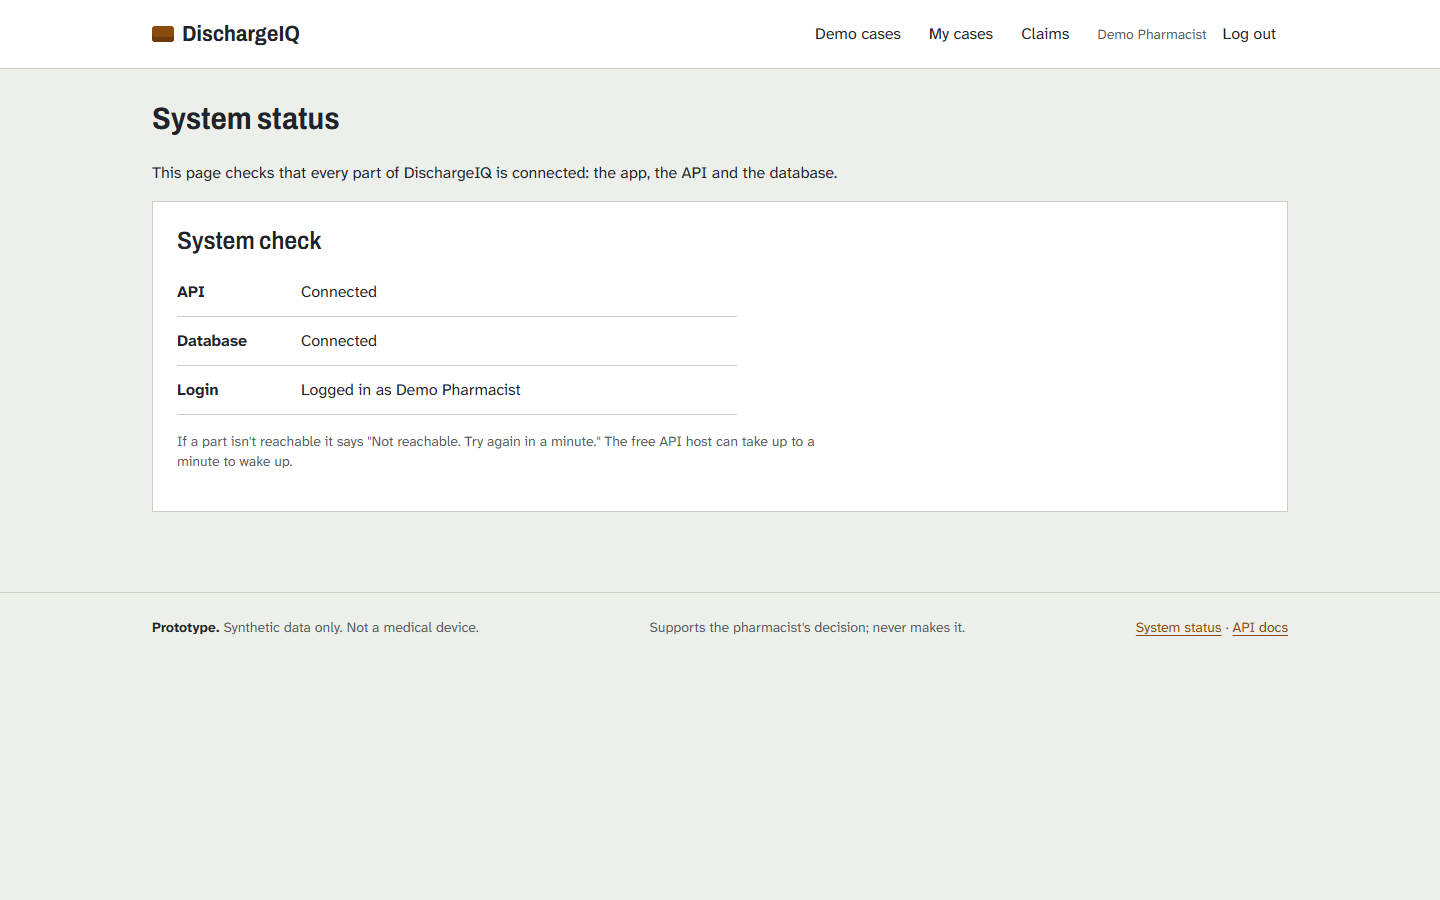 DischargeIQ
Demo cases My cases Claims Demo Pharmacist Log out
System status
This page checks that every part of DischargeIQ is connected: the app, the API and the database.
System check
API Connected
Database Connected
Login Logged in as Demo Pharmacist
If a part isn't reachable it says "Not reachable. Try again in a minute." The free API host can take up to a
minute to wake up.
Prototype. Synthetic data only. Not a medical device.
Supports the pharmacist's decision; never makes it.
System status · API docs